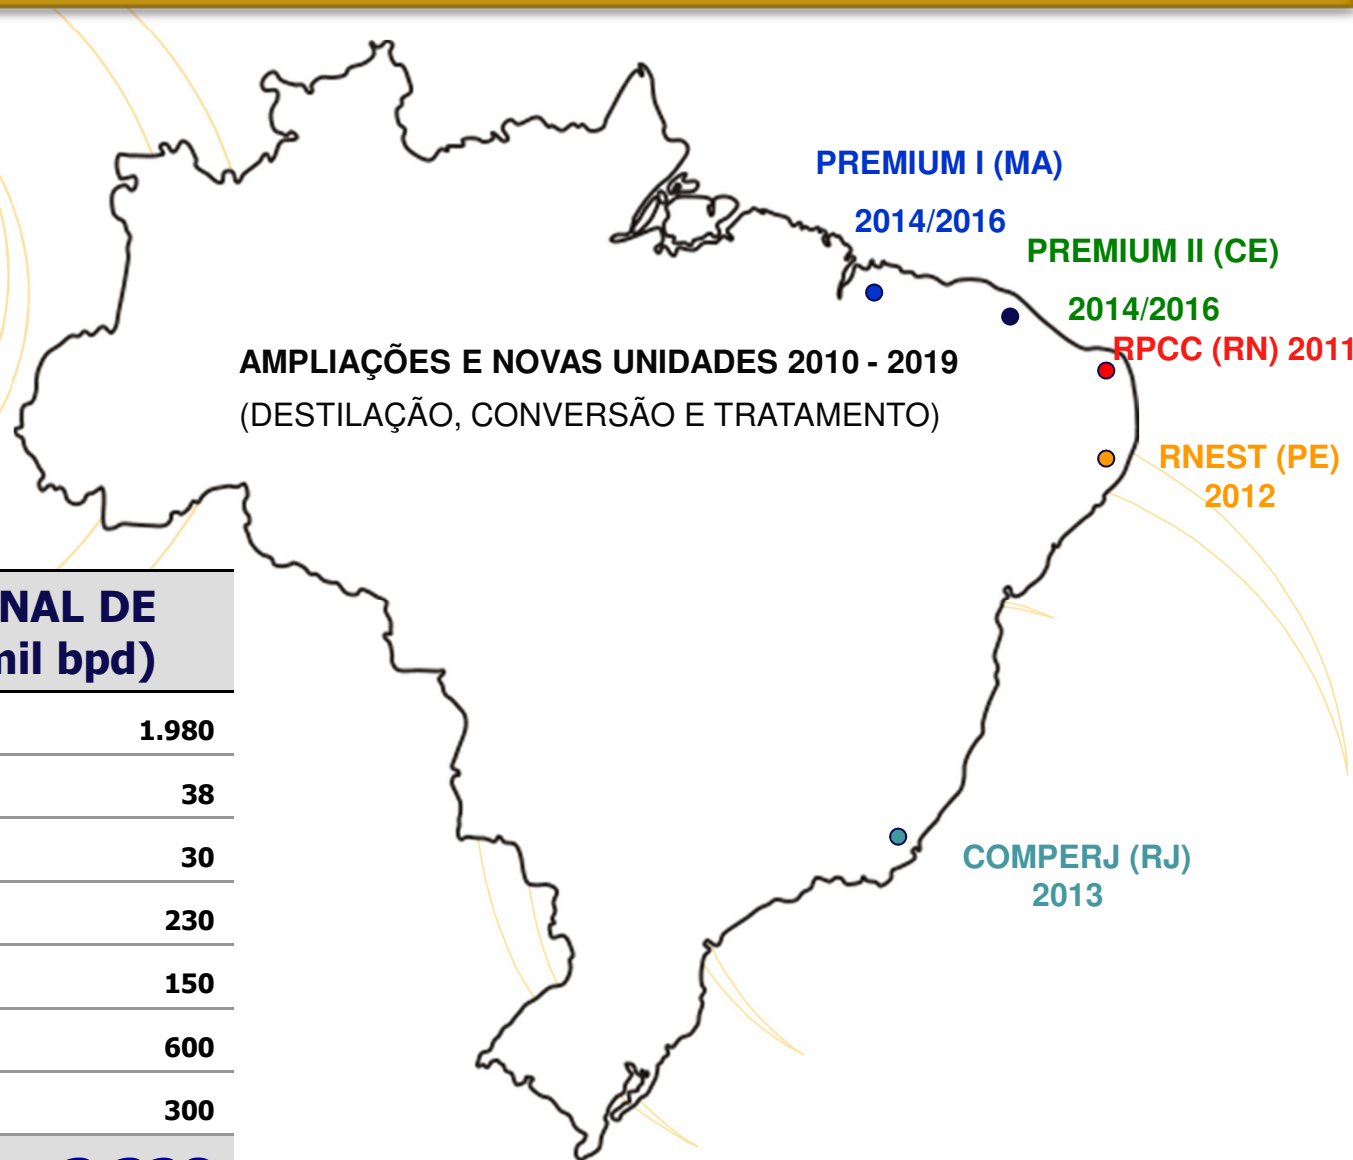 PREMIUM I (MA)
2014/2016
PREMIUM II (CE)
2014/2016
RPCC (RN) 2011
AMPLIAÇÕES E NOVAS UNIDADES 2010 - 2019
(DESTILAÇÃO, CONVERSÃO E TRATAMENTO)
RNEST (PE)
2012
COMPERJ (RJ)
2013
NAL DE
mil bpd)
1.980
38
30
230
150
600
300